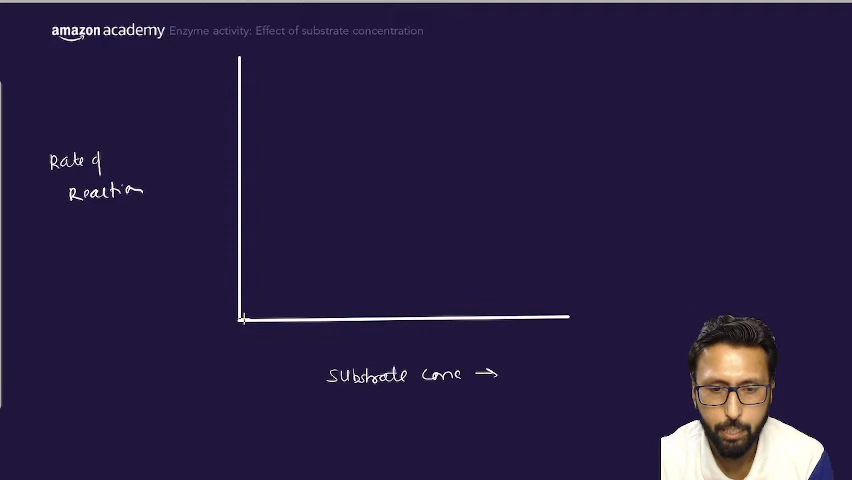 amazon academy Enzyme activity: Effect of substrate concentration
Rate of
Reaction
Substrate conc →